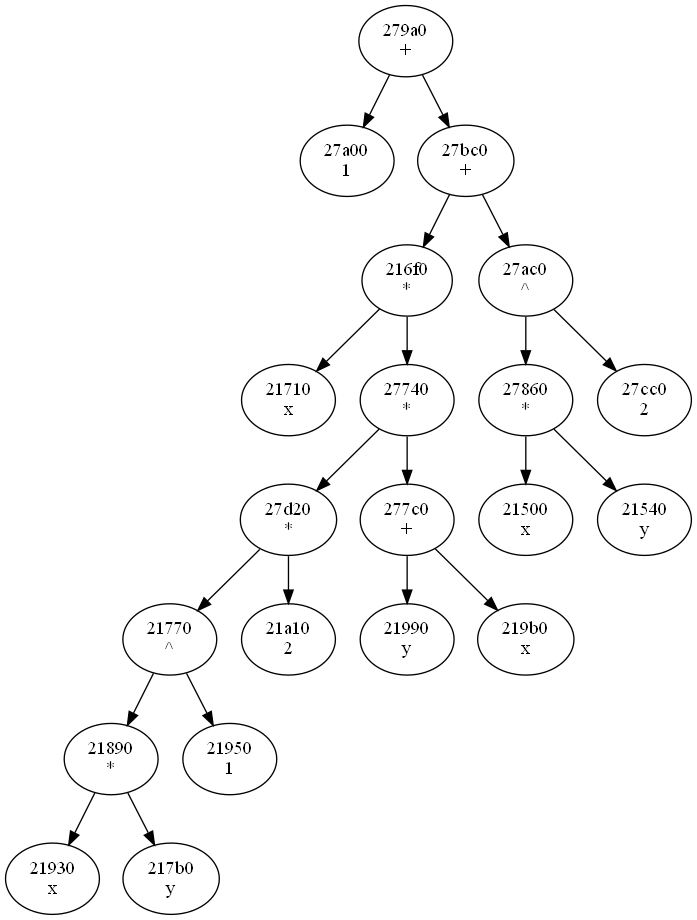 279a0
+
27a00
1
27bc0
+
216f0
*
27ac0
^
21710
x
27740
*
27860
*
27cc0
2
27d20
*
277c0
+
21500
x
21540
y
21770
^
21a10
2
21990
y
219b0
x
21890
*
21950
1
21930
x
217b0
y